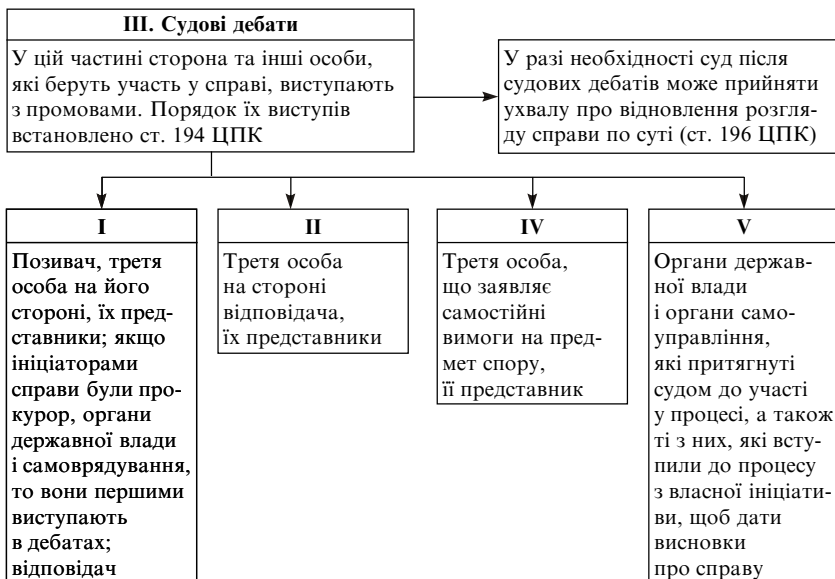 III. Судові дебати
У цій частині сторона та інші особи,
які беруть участь у справі, виступають
з промовами. Порядок їх виступів
встановлено ст. 194 ЦПК
У разі необхідності суд після
судових дебатів може прийняти
ухвалу про відновлення розгля-
ду справи по суті (ст. 196 ЦПК)
I
Позивач, третя
особа на його
стороні, їх пред-
ставники; якщо
ініціаторами
справи були про-
курор, органи
державної влади
і самоврядування,
то вони першими
виступають
в дебатах;
відповідач
II
Третя особа
на стороні
відповідача,
їх представники
IV
Третя особа,
що заявляє
самостійні
вимоги на пред-
мет спору,
її представник
V
Органи держав-
ної влади
і органи само-
управління,
які притягнуті
судом до участі
у процесі, а також
ті з них, які всту-
пили до процесу
з власної ініціати-
ви, щоб дати
висновки
про справу